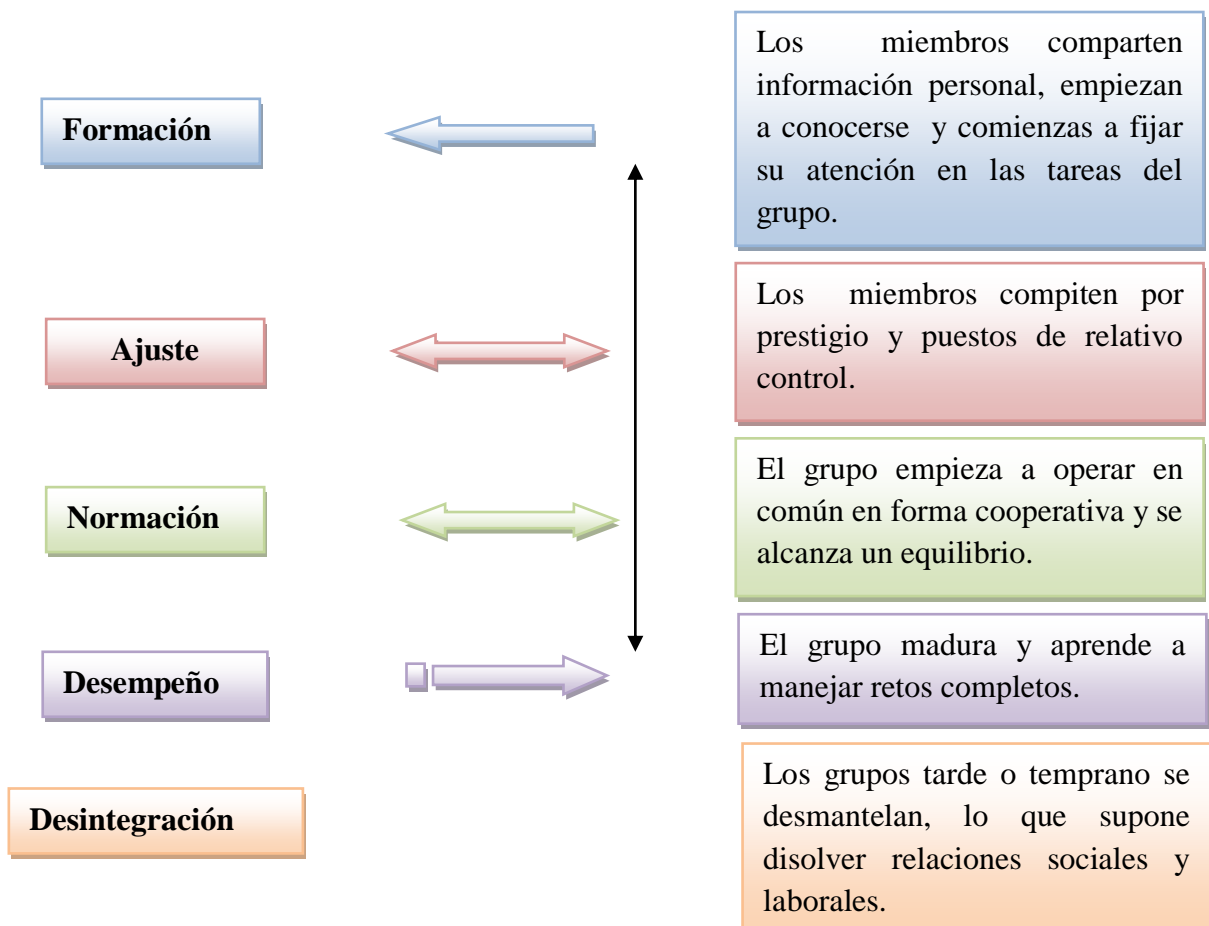 Formación
Los miembros comparten
información personal, empiezan
a conocerse y comienzas a fijar
su atención en las tareas del
grupo.
Ajuste
Los miembros compiten por
prestigio y puestos de relativo
control.
Normación
El grupo empieza a operar en
común en forma cooperativa y se
alcanza un equilibrio.
Desempeño
El grupo madura y aprende a
manejar retos completos.
Desintegración
Los grupos tarde o temprano se
desmantelan, lo que supone
disolver relaciones sociales y
laborales.